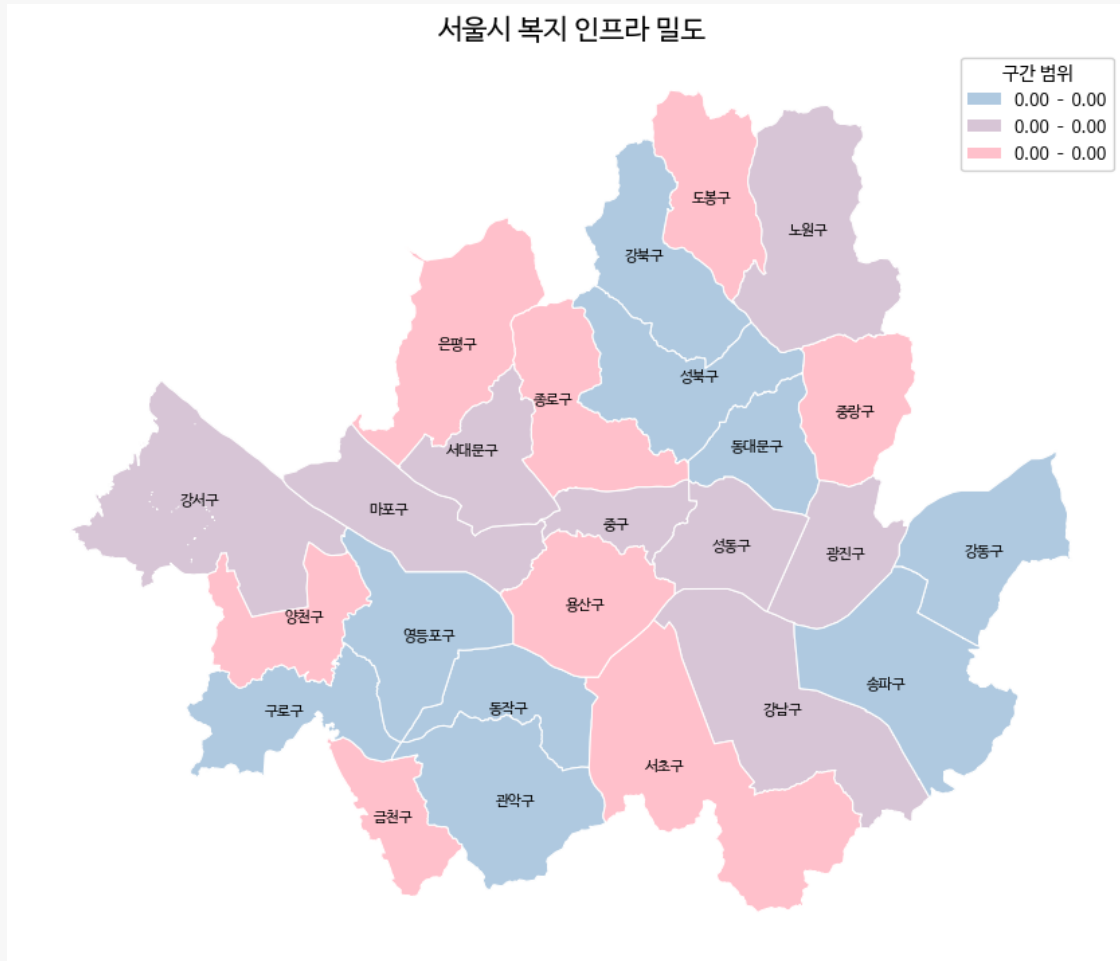 서울시 복지 인프라 밀도
구간 범위
0.00 - 0.00
0.00 - 0.00
0.00 - 0.00
도봉구
노원구
강북구
은평구
성북구
종로구
중랑구
동대문구
서대문구
강서구
마포구
중구
성동구
광진구
강동구
용산구
양천구
영등포구
송파구
구로구
동작구
강남구
서초구
관악구
금천구